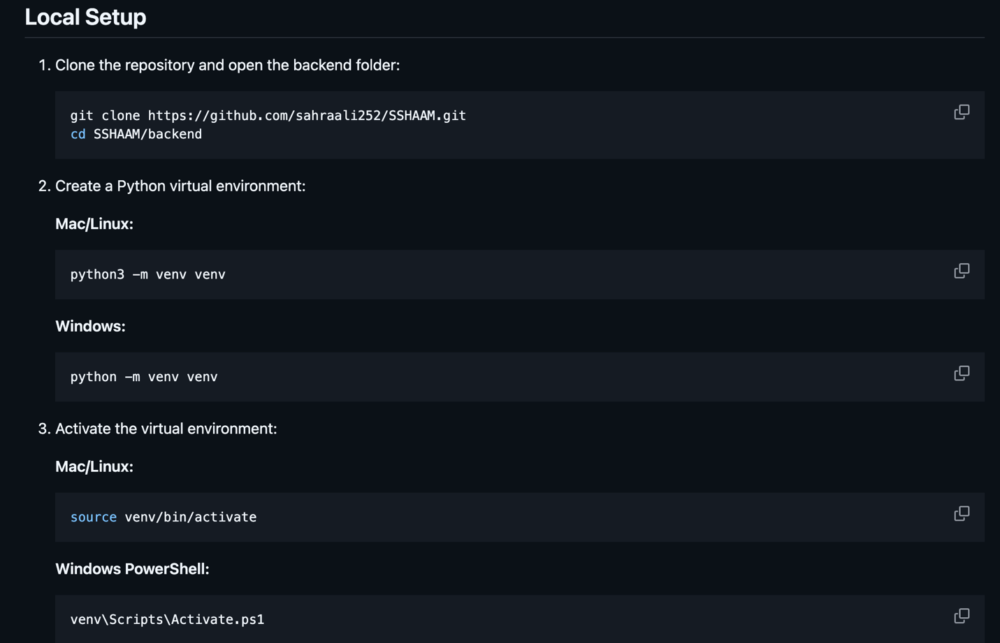 Local Setup
1. Clone the repository and open the backend folder:
git clone https://github.com/sahraali252/SSHAAM.git
cd SSHAAM/backend
2. Create a Python virtual environment:
Mac/Linux:
python3 -m venv venv
Windows:
python -m venv venv
3. Activate the virtual environment:
Mac/Linux:
source venv/bin/activate
Windows PowerShell:
venv\Scripts\Activate.ps1